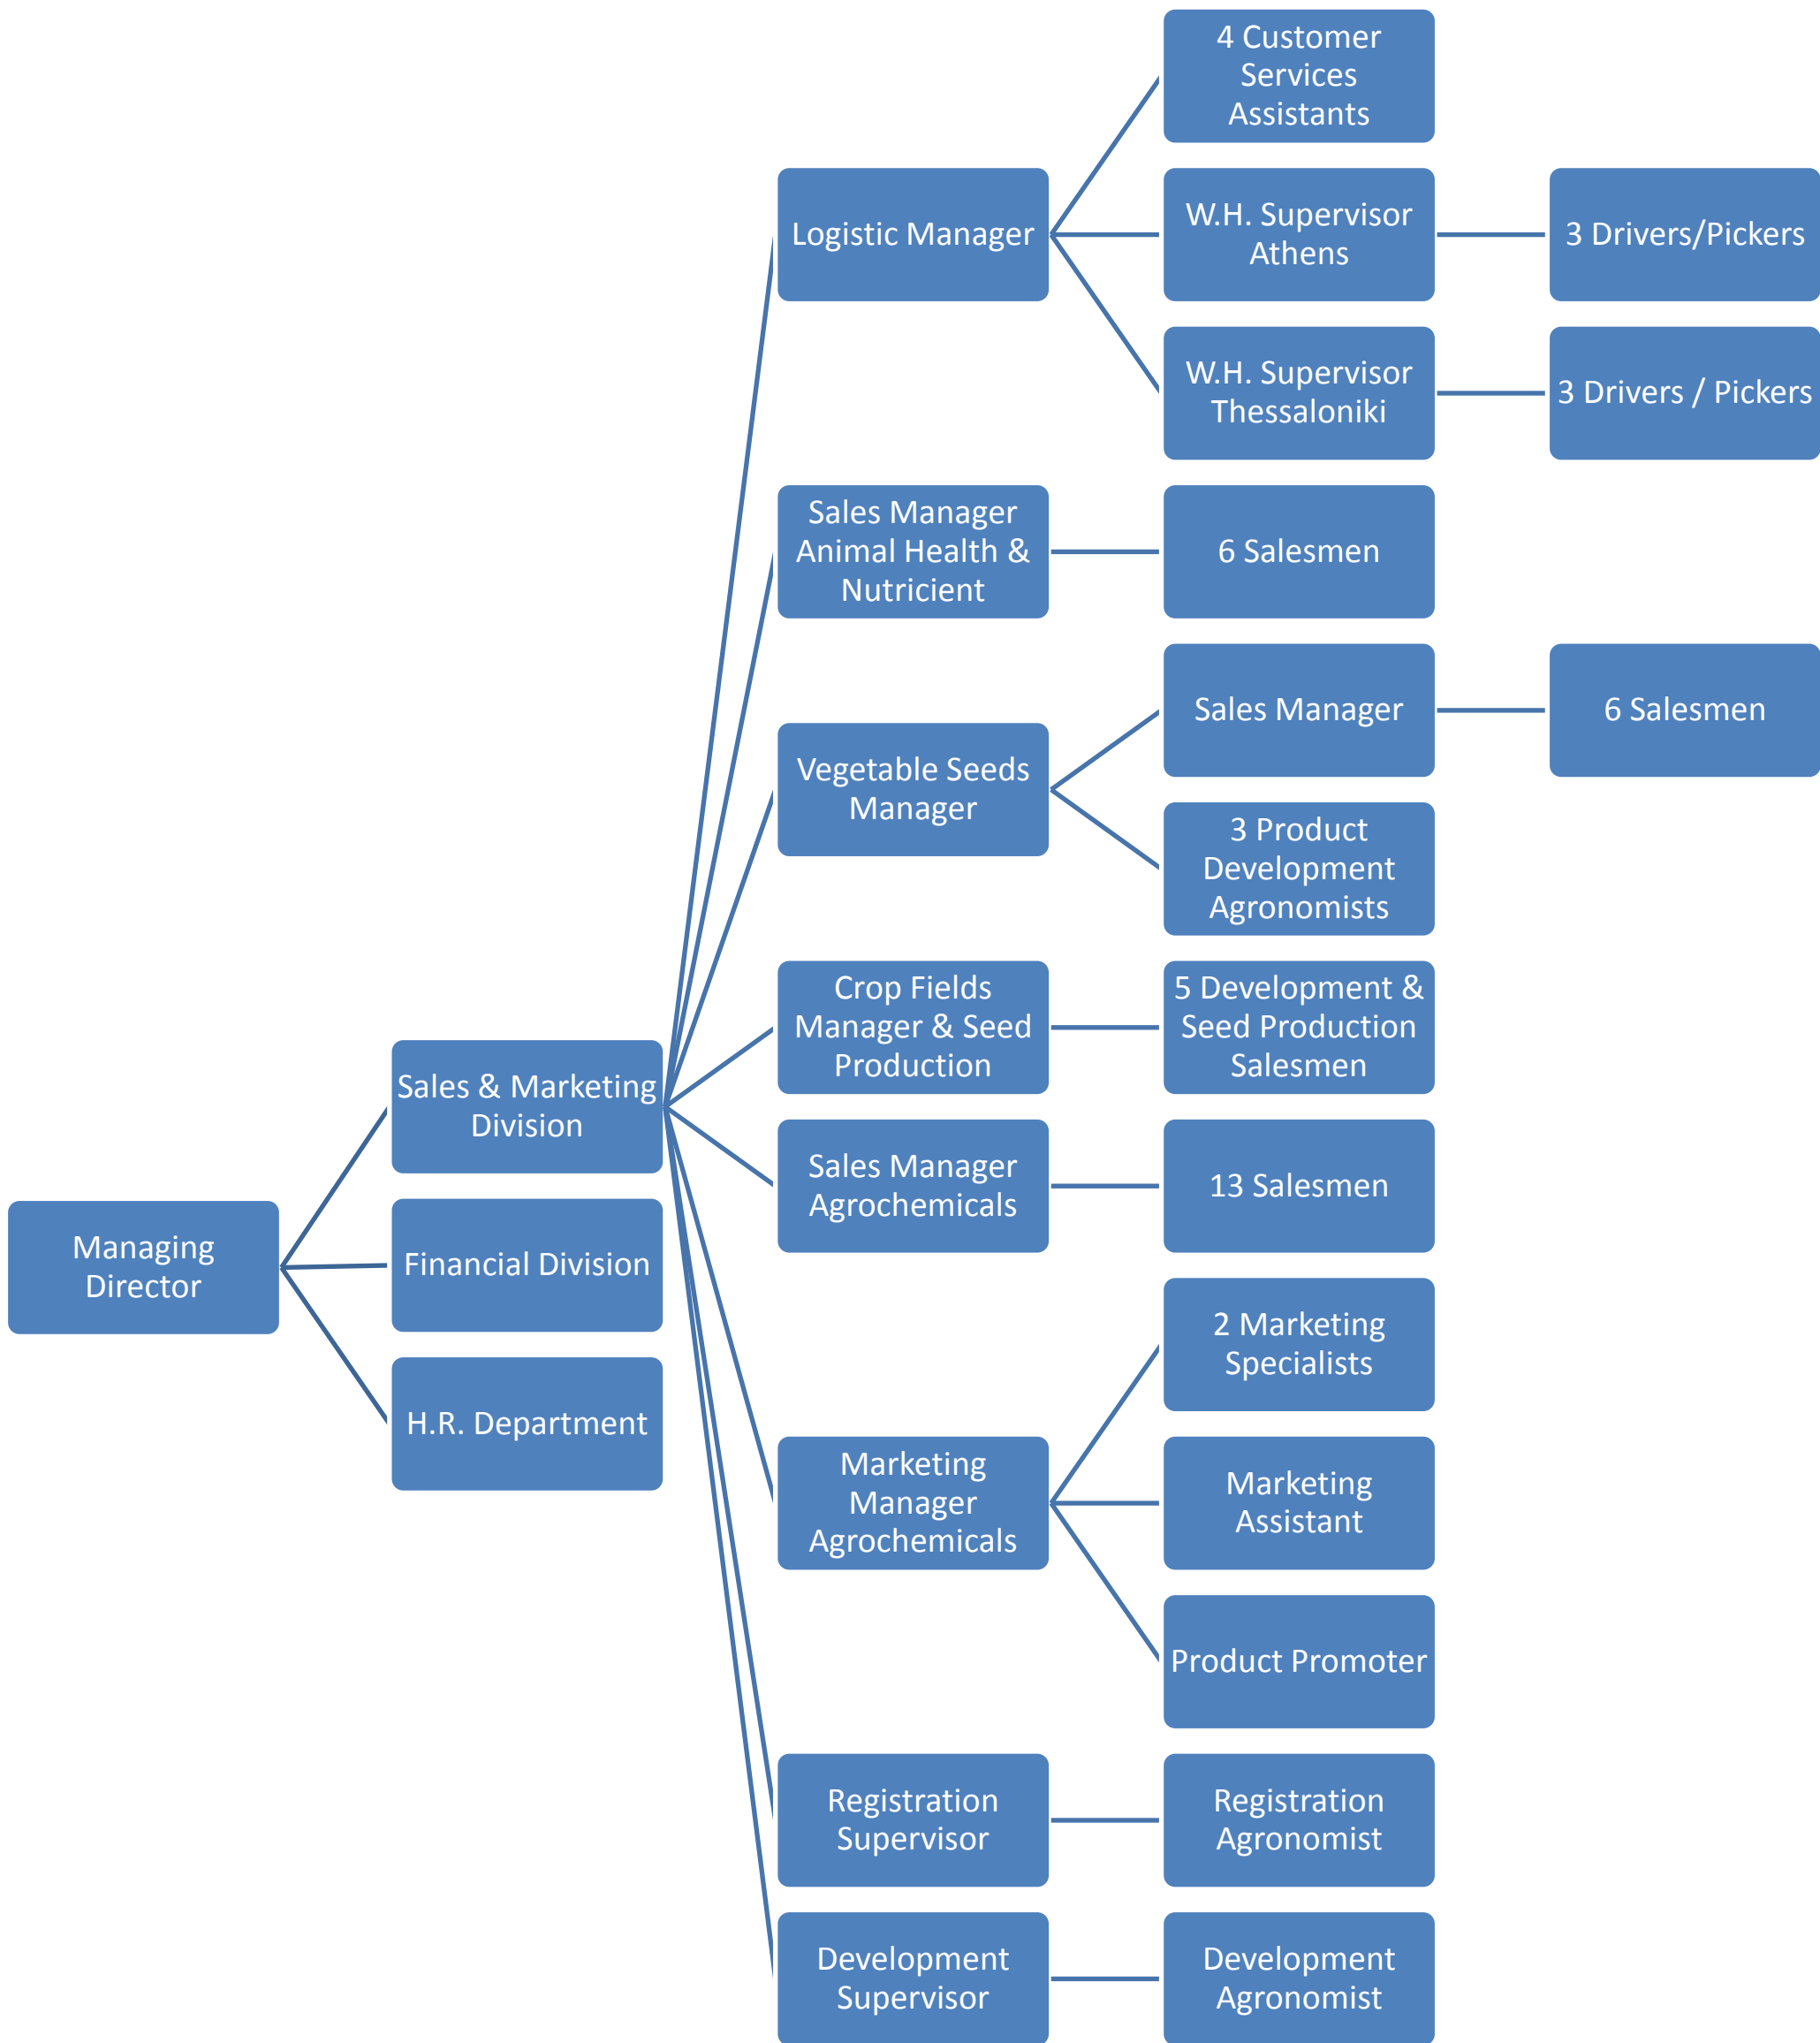 Managing
Director
Sales & Marketing
Division
Financial Division
H.R. Department
Logistic Manager
4 Customer
Services
Assistants
W.H. Supervisor
Athens
3 Drivers/Pickers
W.H. Supervisor
Thessaloniki
3 Drivers / Pickers
Sales Manager
Animal Health &
Nutricient
6 Salesmen
Vegetable Seeds
Manager
Sales Manager
6 Salesmen
3 Product
Development
Agronomists
Crop Fields
Manager & Seed
Production
5 Development &
Seed Production
Salesmen
Sales Manager
Agrochemicals
13 Salesmen
Marketing
Manager
Agrochemicals
2 Marketing
Specialists
Marketing
Assistant
Product Promoter
Registration
Supervisor
Registration
Agronomist
Development
Supervisor
Development
Agronomist